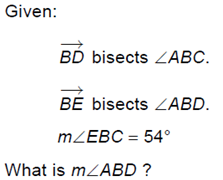 Given:
→
BD bisects ∠ABC.
→
BE bisects ∠ABD.
m∠EBC = 54°
What is m∠ABD ?